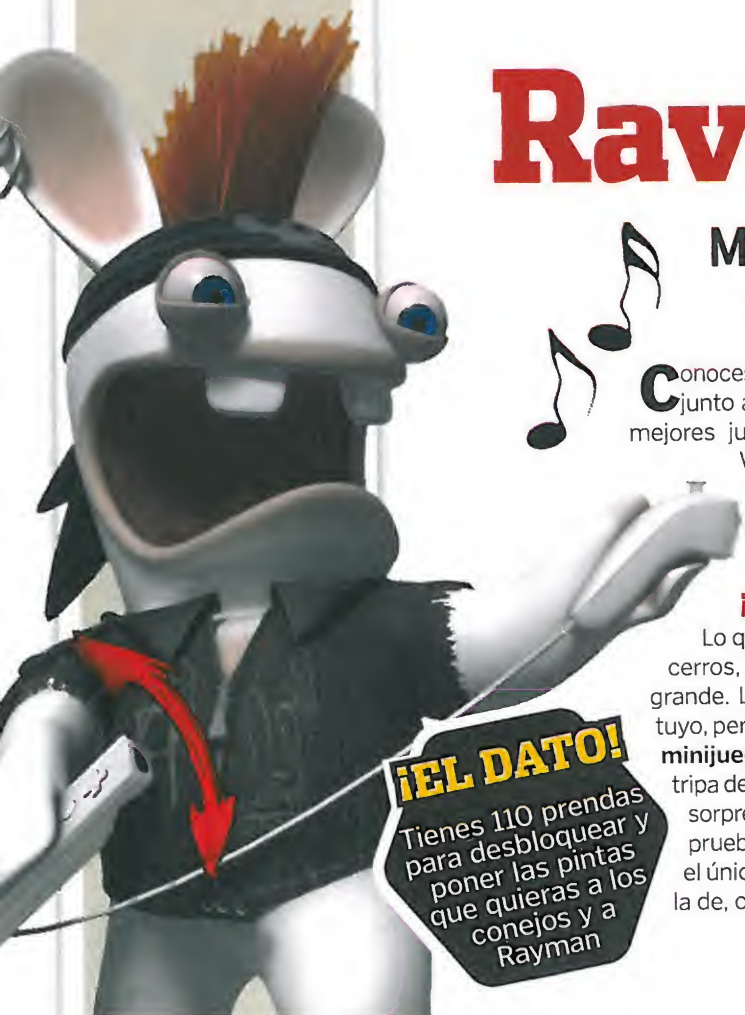 Rav
M
Conoces
junto a
mejores ju
V
¡
Lo q
cerros,
grande. L
tuyo, per
minijue
tripa de
sorpre
prueb
el únic
la de, c
¡EL DATO!
Tienes 110 prendas
para desbloquear y
poner las pintas
que quieras a los
conejos y a
Rayman